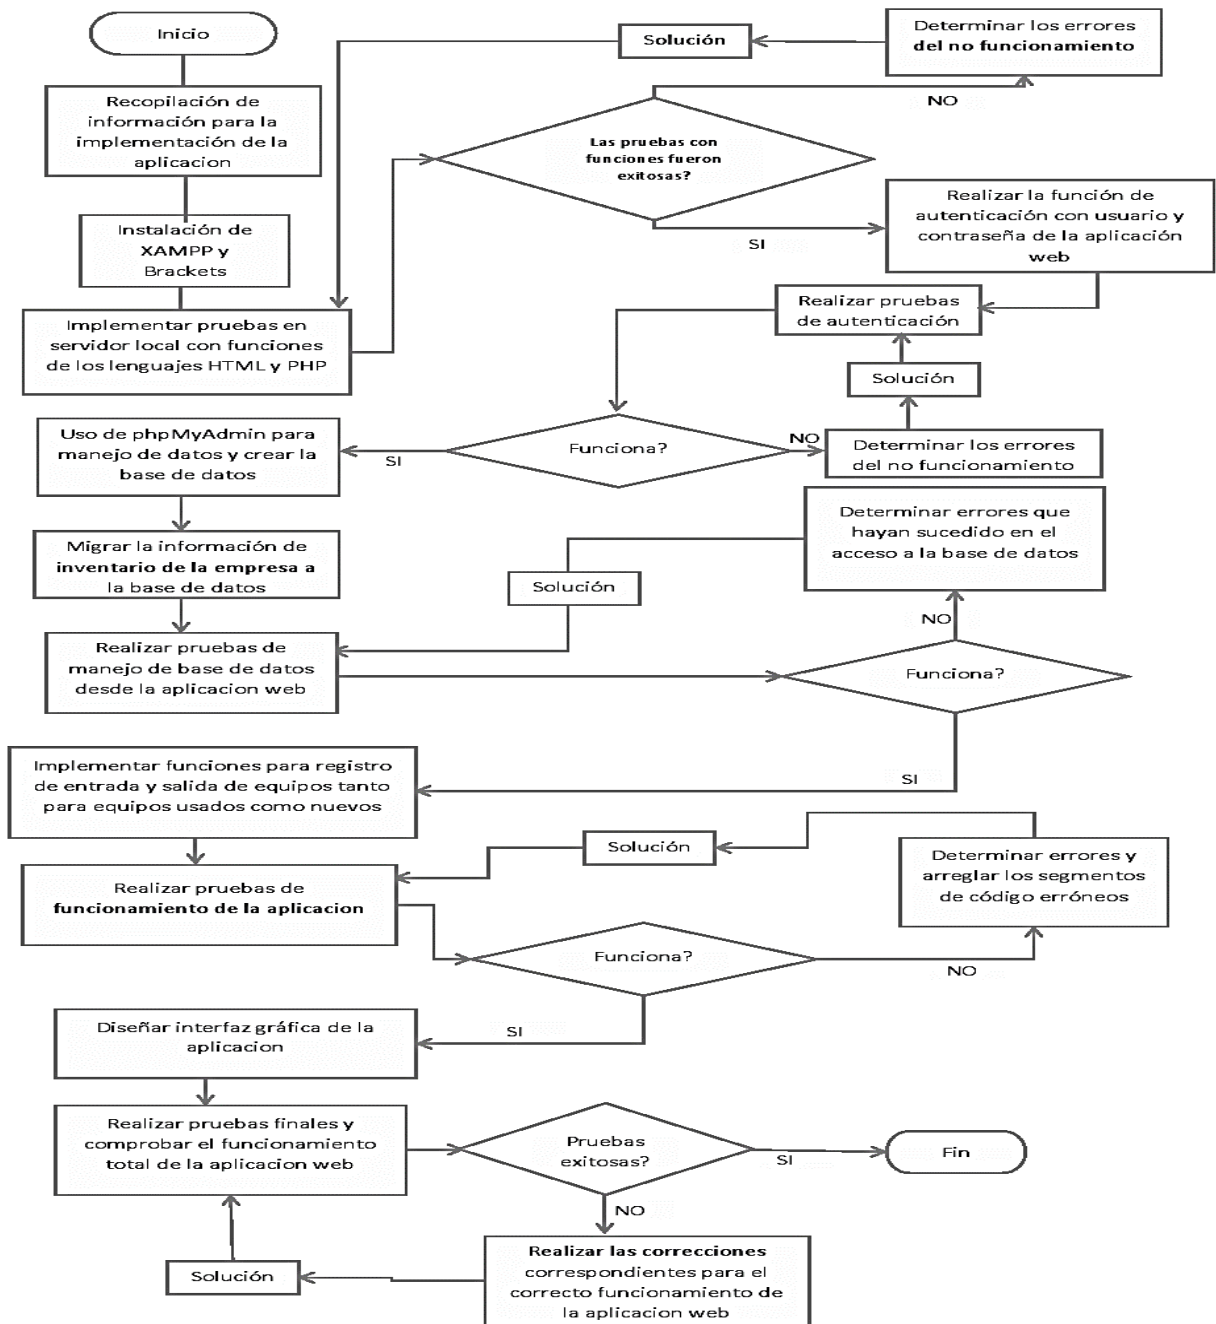 Inicio
Recopilación de
información para la
implementación de la
aplicacion
Instalación de
XAMPP y
Brackets
Implementar pruebas en
servidor local con funciones
de los lenguajes HTML y PHP
Las pruebas con
funciones fueron
exitosas?
NO
Determinar los errores
del no funcionamiento
Solución
SI
Realizar la función de
autenticación con usuario y
contraseña de la aplicación
web
Realizar pruebas
de autenticación
Funciona?
NO
Determinar los errores
del no funcionamiento
Solución
SI
Uso de phpMyAdmin para
manejo de datos y crear la
base de datos
Migrar la información de
inventario de la empresa a
la base de datos
Realizar pruebas de
manejo de base de datos
desde la aplicacion web
Funciona?
NO
Determinar errores que
hayan sucedido en el
acceso a la base de datos
Solución
SI
Implementar funciones para registro
de entrada y salida de equipos tanto
para equipos usados como nuevos
Realizar pruebas de
funcionamiento de la aplicacion
Funciona?
NO
Determinar errores y
arreglar los segmentos
de código erróneos
Solución
SI
Diseñar interfaz gráfica de la
aplicacion
Realizar pruebas finales y
comprobar el funcionamiento
total de la aplicacion web
Pruebas
exitosas?
SI
Fin
NO
Realizar las correcciones
correspondientes para el
correcto funcionamiento de
la aplicacion web
Solución